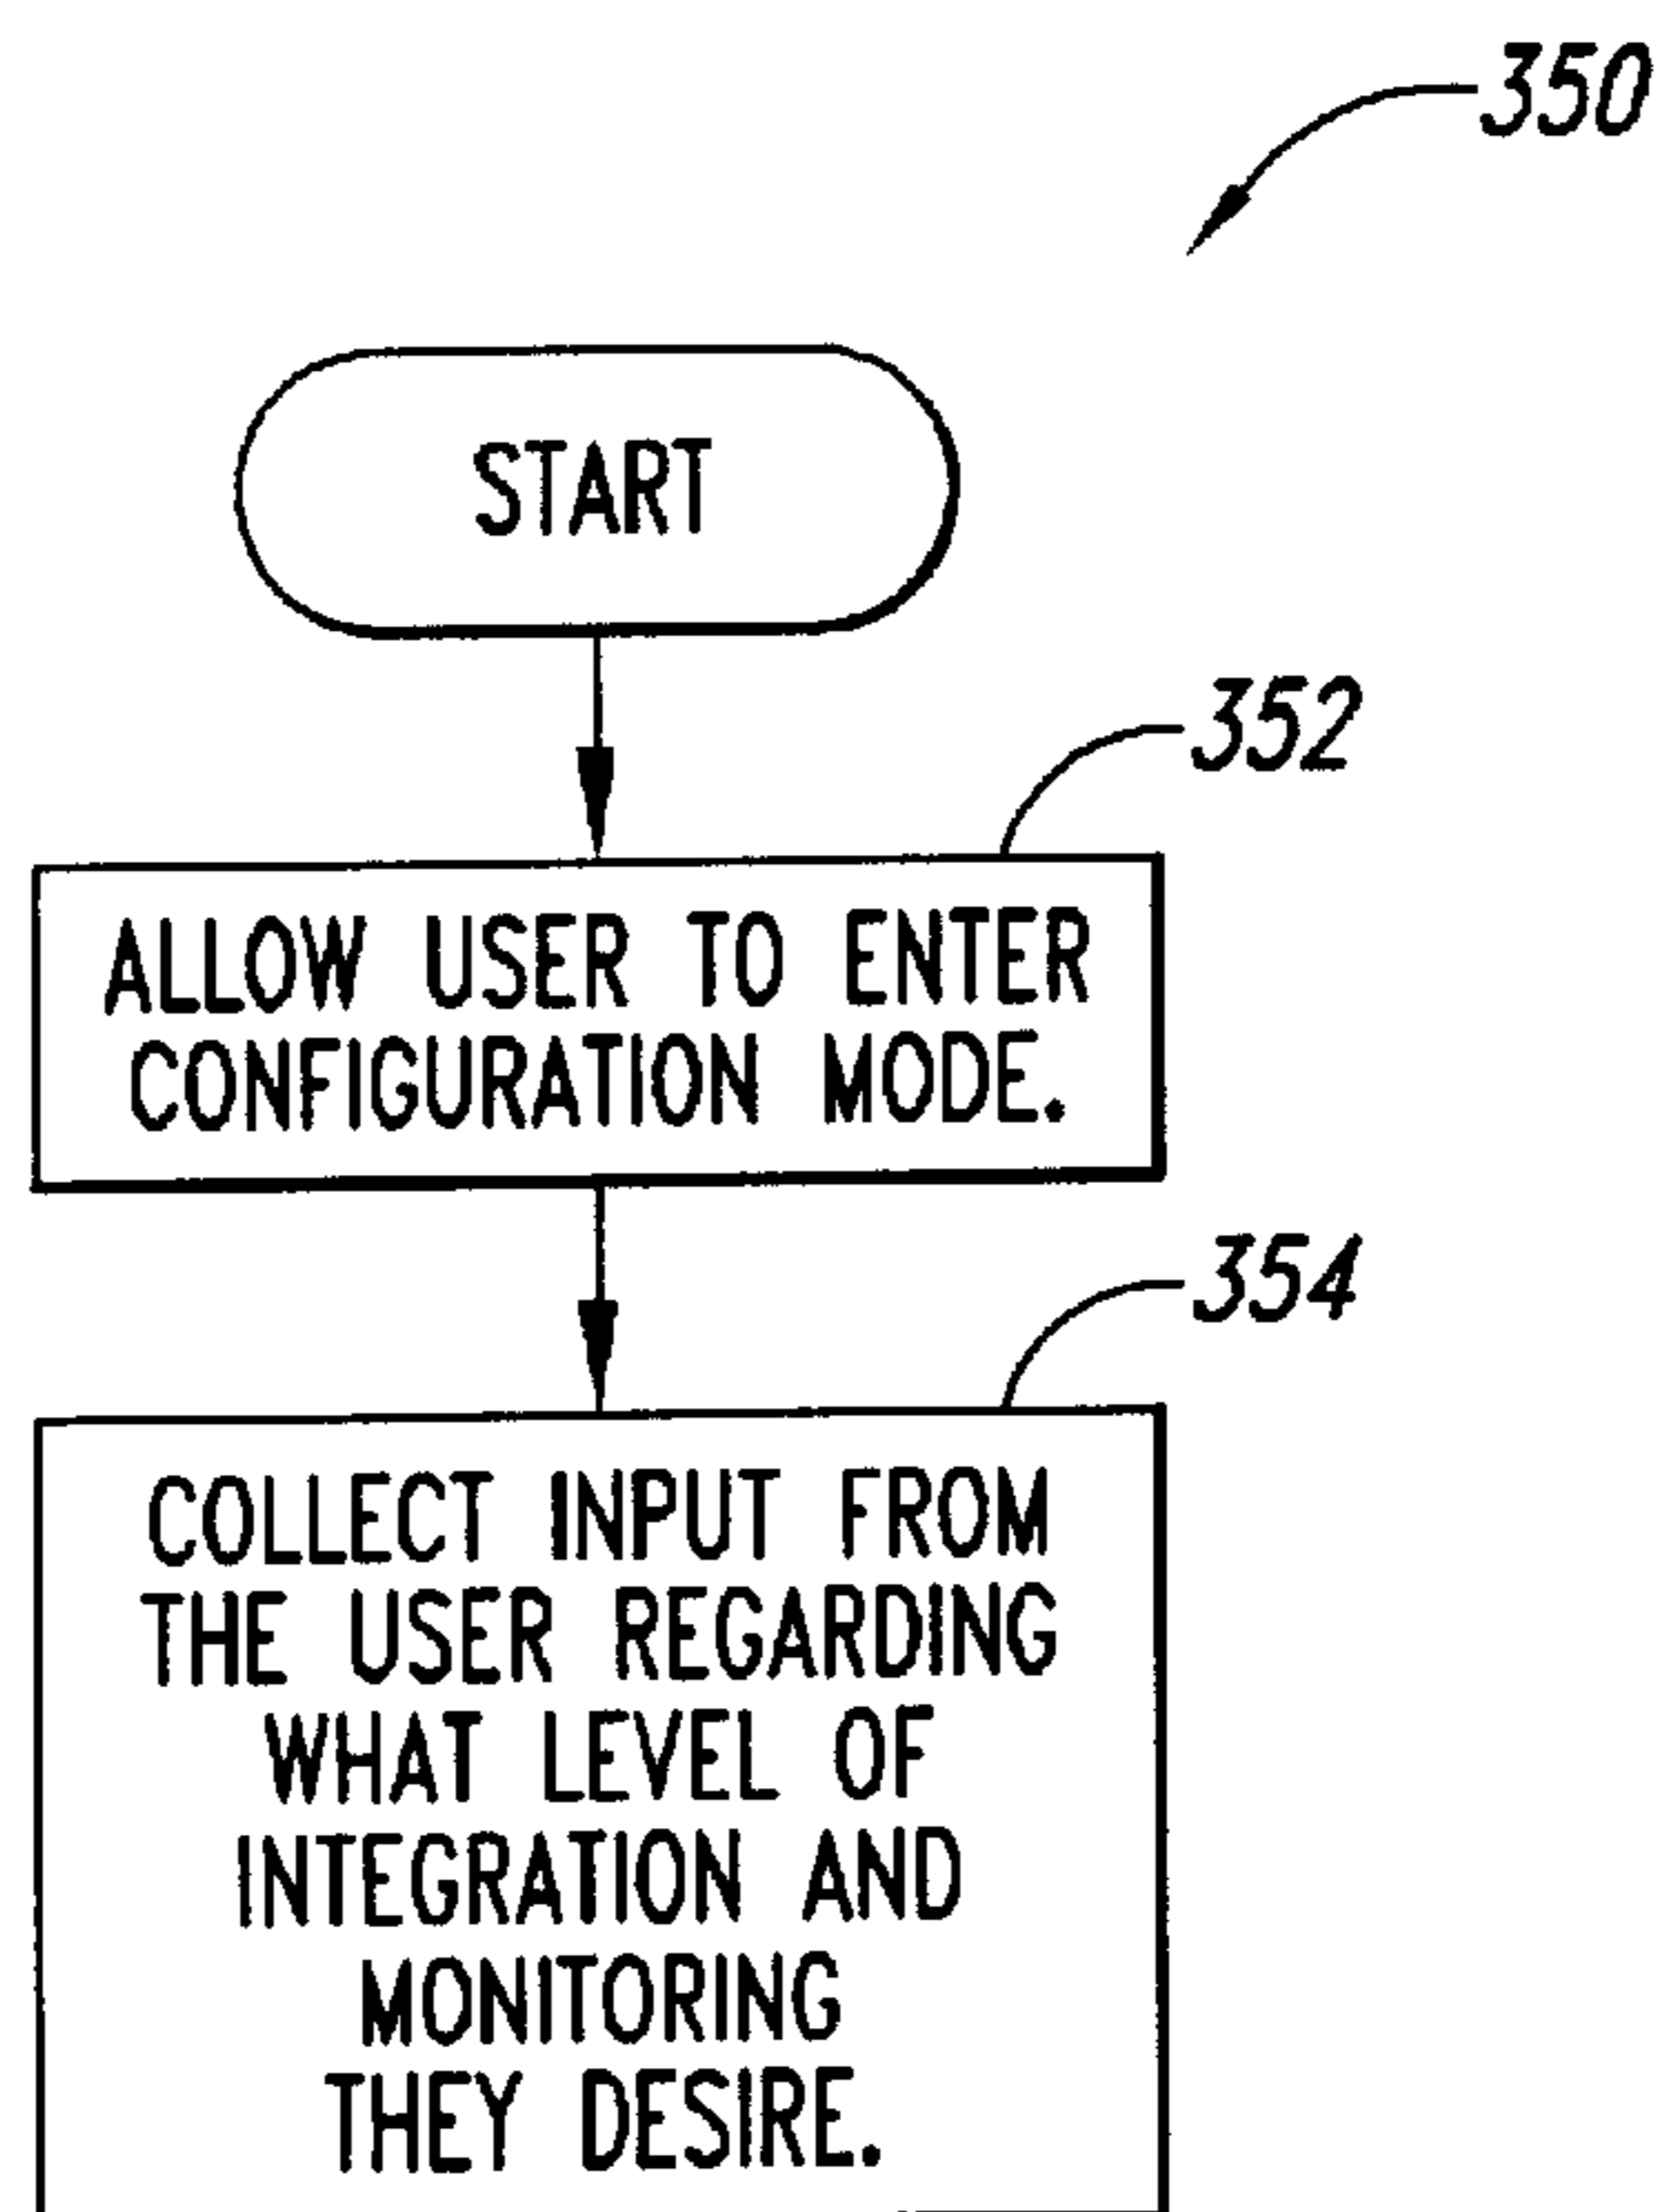 350
START
352
ALLOW USER TO ENTER
CONFIGURATION MODE.
354
COLLECT INPUT FROM
THE USER REGARDING
WHAT LEVEL OF
INTEGRATION AND
MONITORING
THEY DESIRE.